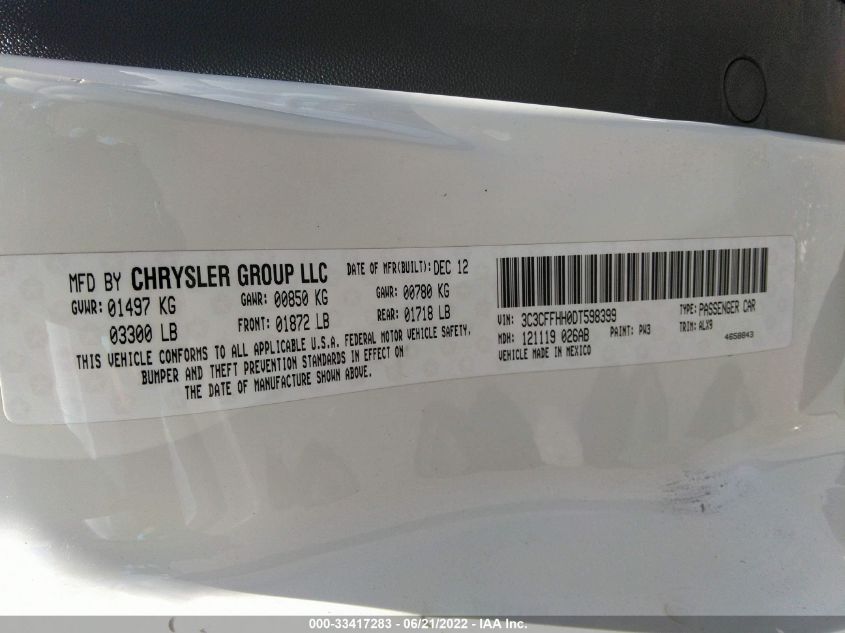 MFD BY CHRYSLER GROUP LLC DATE OF MFR(BUILT): DEC 12
GVWR: 01497 KG GAWR: 00850 KG GAWR: 00780 KG
03300 LB FRONT: 01872 LB REAR: 01718 LB
THIS VEHICLE CONFORMS TO ALL APPLICABLE U.S.A. FEDERAL MOTOR VEHICLE SAFETY,
BUMPER AND THEFT PREVENTION STANDARDS IN EFFECT ON
THE DATE OF MANUFACTURE SHOWN ABOVE.
VIN: 3C3CFFHH0DT598399 TYPE: PASSENGER CAR
MDH: 121119 026AB PAINT: PW3 TRIM: ALX9
VEHICLE MADE IN MEXICO 4658843
000-33417283 - 06/21/2022 - IAA Inc.